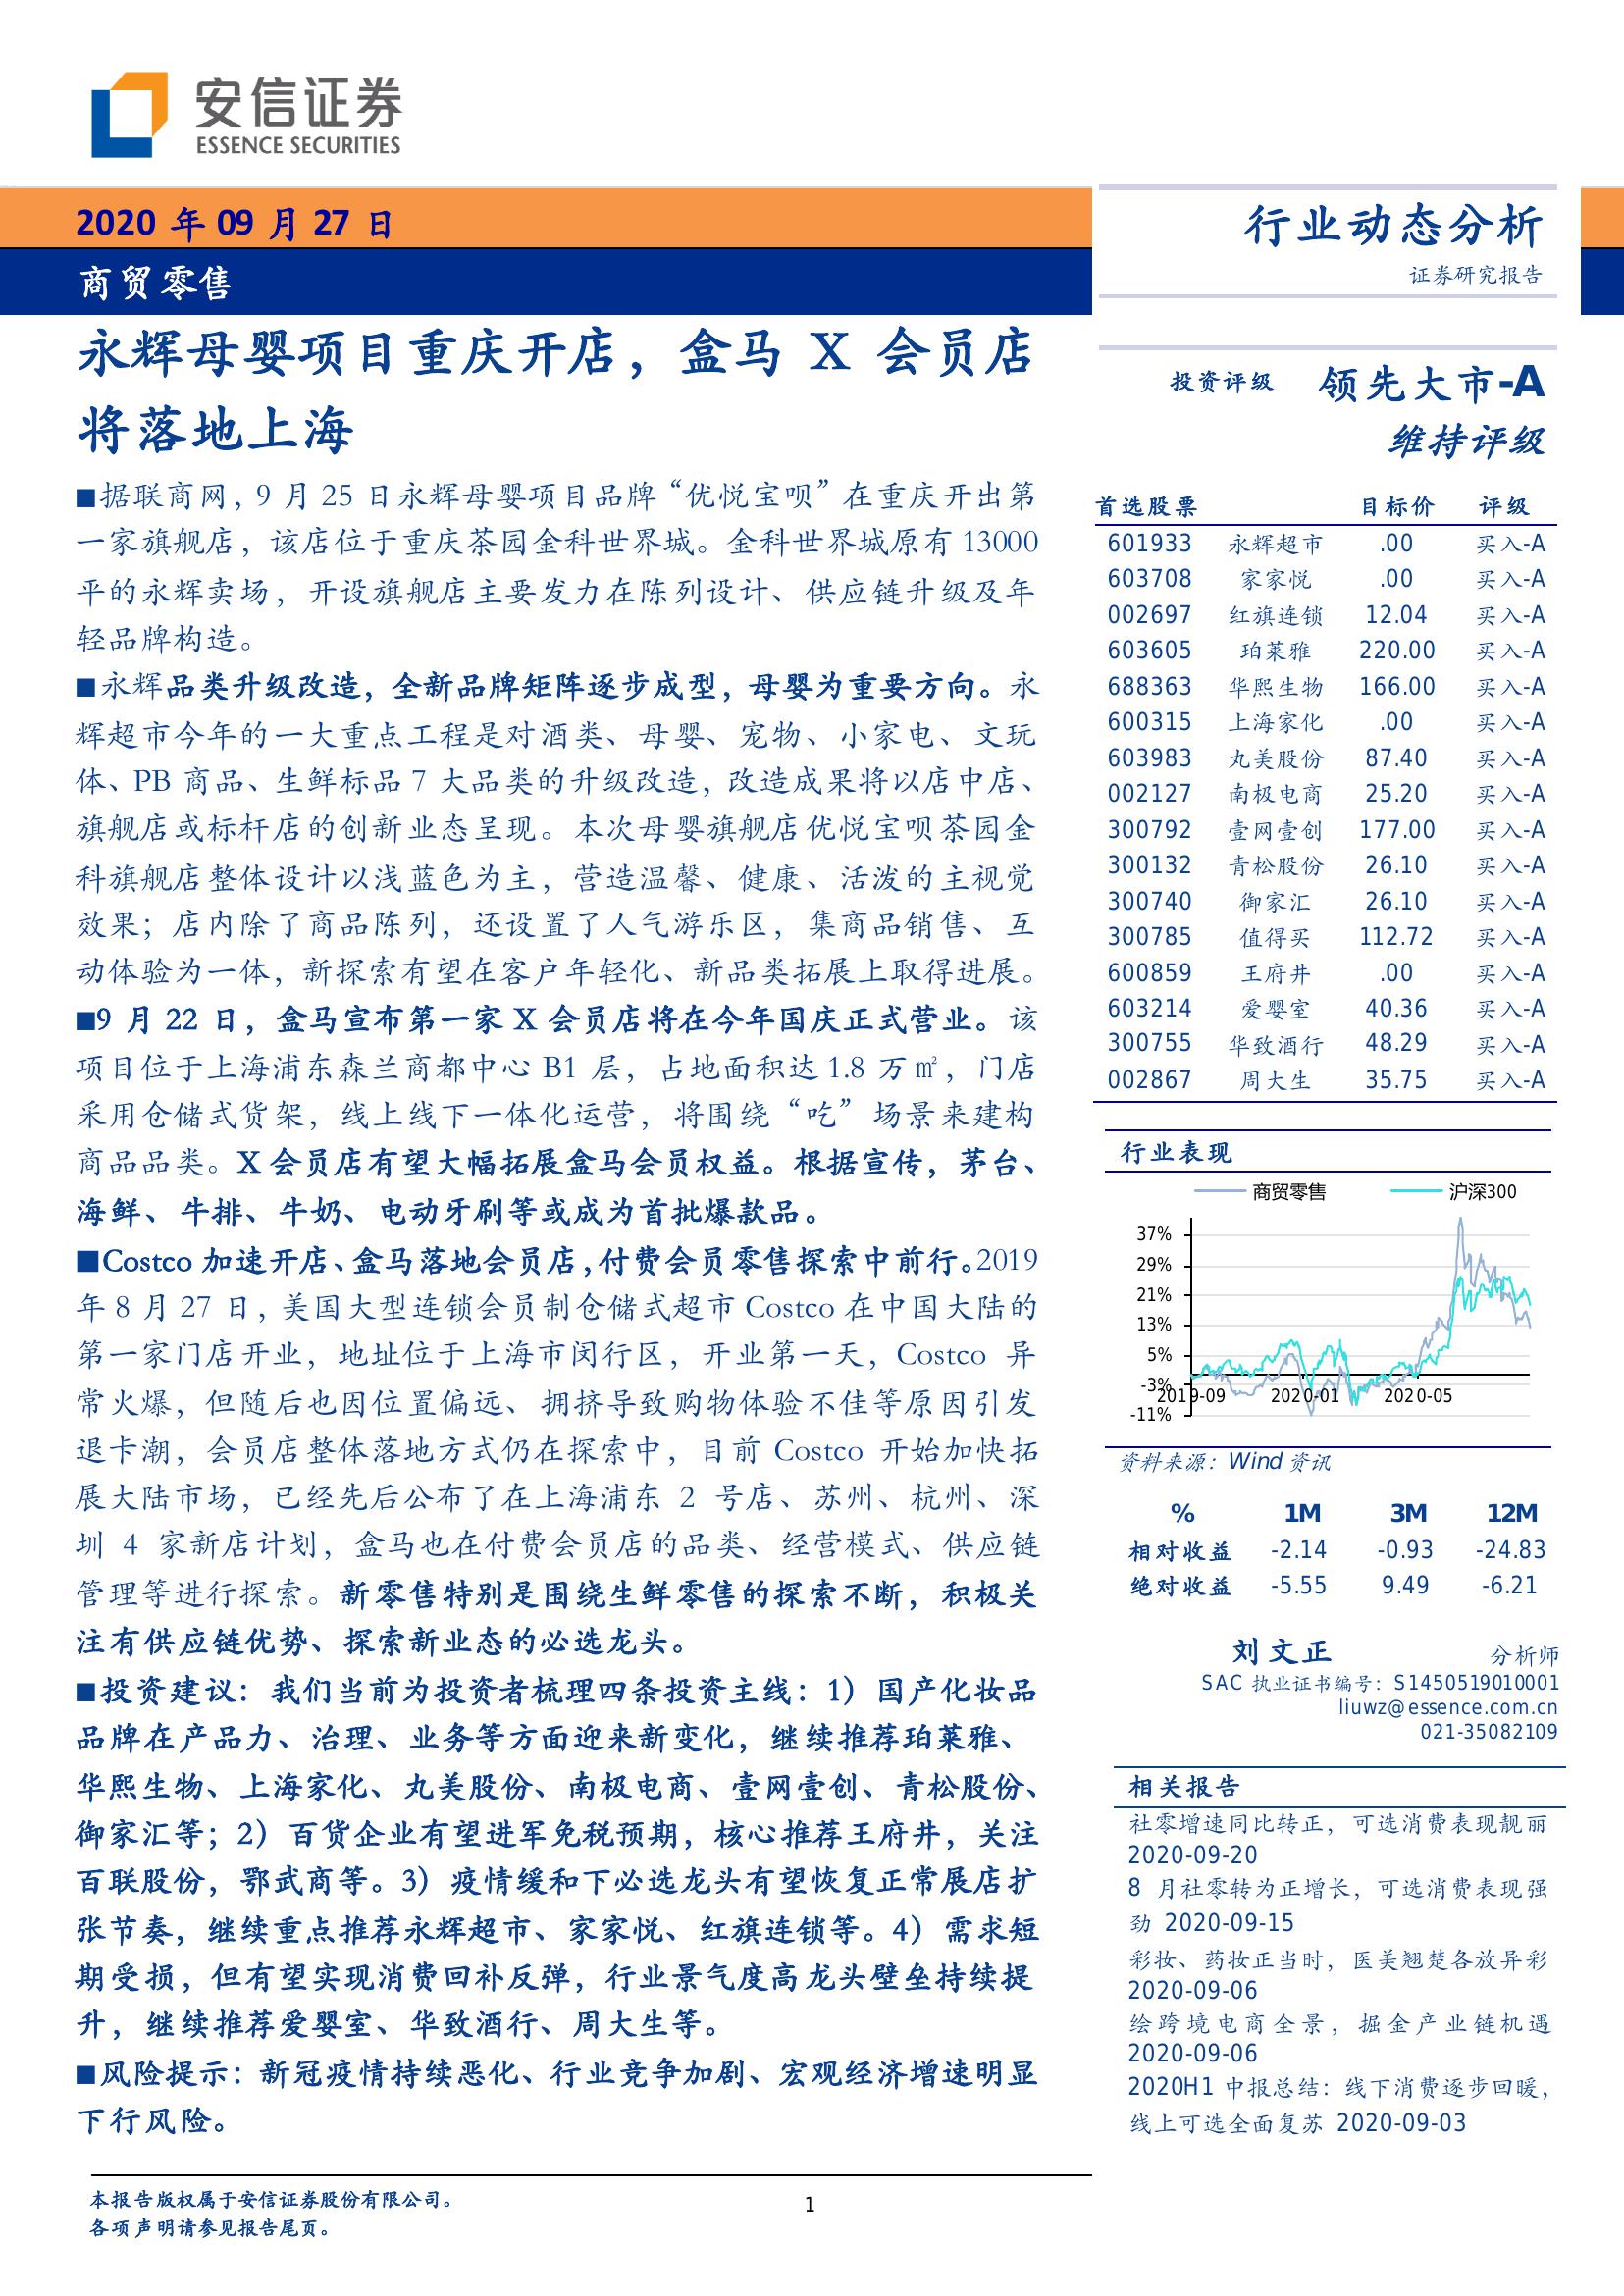 安信证券
ESSENCE SECURITIES
2020 年 09 月 27 日
商贸零售
永辉母婴项目重庆开店，盒马 X 会员店
将落地上海
■据联商网，9 月 25 日永辉母婴项目品牌“优悦宝呗”在重庆开出第
一家旗舰店，该店位于重庆茶园金科世界城。金科世界城原有 13000
平的永辉卖场，开设旗舰店主要发力在陈列设计、供应链升级及年
轻品牌构造。
■永辉品类升级改造，全新品牌矩阵逐步成型，母婴为重要方向。永
辉超市今年的一大重点工程是对酒类、母婴、宠物、小家电、文玩
体、PB 商品、生鲜标品 7 大品类的升级改造，改造成果将以店中店、
旗舰店或标杆店的创新业态呈现。本次母婴旗舰店优悦宝呗茶园金
科旗舰店整体设计以浅蓝色为主，营造温馨、健康、活泼的主视觉
效果；店内除了商品陈列，还设置了人气游乐区，集商品销售、互
动体验为一体，新探索有望在客户年轻化、新品类拓展上取得进展。
■9 月 22 日，盒马宣布第一家 X 会员店将在今年国庆正式营业。该
项目位于上海浦东森兰商都中心 B1 层，占地面积达 1.8 万㎡，门店
采用仓储式货架，线上线下一体化运营，将围绕“吃”场景来建构
商品品类。X 会员店有望大幅拓展盒马会员权益。根据宣传，茅台、
海鲜、牛排、牛奶、电动牙刷等或成为首批爆款品。
■Costco 加速开店、盒马落地会员店，付费会员零售探索中前行。2019
年 8 月 27 日，美国大型连锁会员制仓储式超市 Costco 在中国大陆的
第一家门店开业，地址位于上海市闵行区，开业第一天，Costco 异
常火爆，但随后也因位置偏远、拥挤导致购物体验不佳等原因引发
退卡潮，会员店整体落地方式仍在探索中，目前 Costco 开始加快拓
展大陆市场，已经先后公布了在上海浦东 2 号店、苏州、杭州、深
圳 4 家新店计划，盒马也在付费会员店的品类、经营模式、供应链
管理等进行探索。新零售特别是围绕生鲜零售的探索不断，积极关
注有供应链优势、探索新业态的必选龙头。
■投资建议：我们当前为投资者梳理四条投资主线：1）国产化妆品
品牌在产品力、治理、业务等方面迎来新变化，继续推荐珀莱雅、
华熙生物、上海家化、丸美股份、南极电商、壹网壹创、青松股份、
御家汇等；2）百货企业有望进军免税预期，核心推荐王府井，关注
百联股份，鄂武商等。3）疫情缓和下必选龙头有望恢复正常展店扩
张节奏，继续重点推荐永辉超市、家家悦、红旗连锁等。4）需求短
期受损，但有望实现消费回补反弹，行业景气度高龙头壁垒持续提
升，继续推荐爱婴室、华致酒行、周大生等。
■风险提示：新冠疫情持续恶化、行业竞争加剧、宏观经济增速明显
下行风险。
行业动态分析
证券研究报告
投资评级 领先大市-A
维持评级
首选股票 目标价 评级
601933 永辉超市 .00 买入-A
603708 家家悦 .00 买入-A
002697 红旗连锁 12.04 买入-A
603605 珀莱雅 220.00 买入-A
688363 华熙生物 166.00 买入-A
600315 上海家化 .00 买入-A
603983 丸美股份 87.40 买入-A
002127 南极电商 25.20 买入-A
300792 壹网壹创 177.00 买入-A
300132 青松股份 26.10 买入-A
300740 御家汇 26.10 买入-A
300785 值得买 112.72 买入-A
600859 王府井 .00 买入-A
603214 爱婴室 40.36 买入-A
300755 华致酒行 48.29 买入-A
002867 周大生 35.75 买入-A
行业表现
商贸零售 沪深300
37%
29%
21%
13%
5%
-3%
2019-09 2020-01 2020-05
-11%
资料来源：Wind 资讯
% 1M 3M 12M
相对收益 -2.14 -0.93 -24.83
绝对收益 -5.55 9.49 -6.21
刘文正 分析师
SAC 执业证书编号：S1450519010001
liuwz@essence.com.cn
021-35082109
相关报告
社零增速同比转正，可选消费表现靓丽
2020-09-20
8 月社零转为正增长，可选消费表现强
劲 2020-09-15
彩妆、药妆正当时，医美翘楚各放异彩
2020-09-06
绘跨境电商全景，掘金产业链机遇
2020-09-06
2020H1 中报总结：线下消费逐步回暖，
线上可选全面复苏 2020-09-03
本报告版权属于安信证券股份有限公司。
各项声明请参见报告尾页。
1